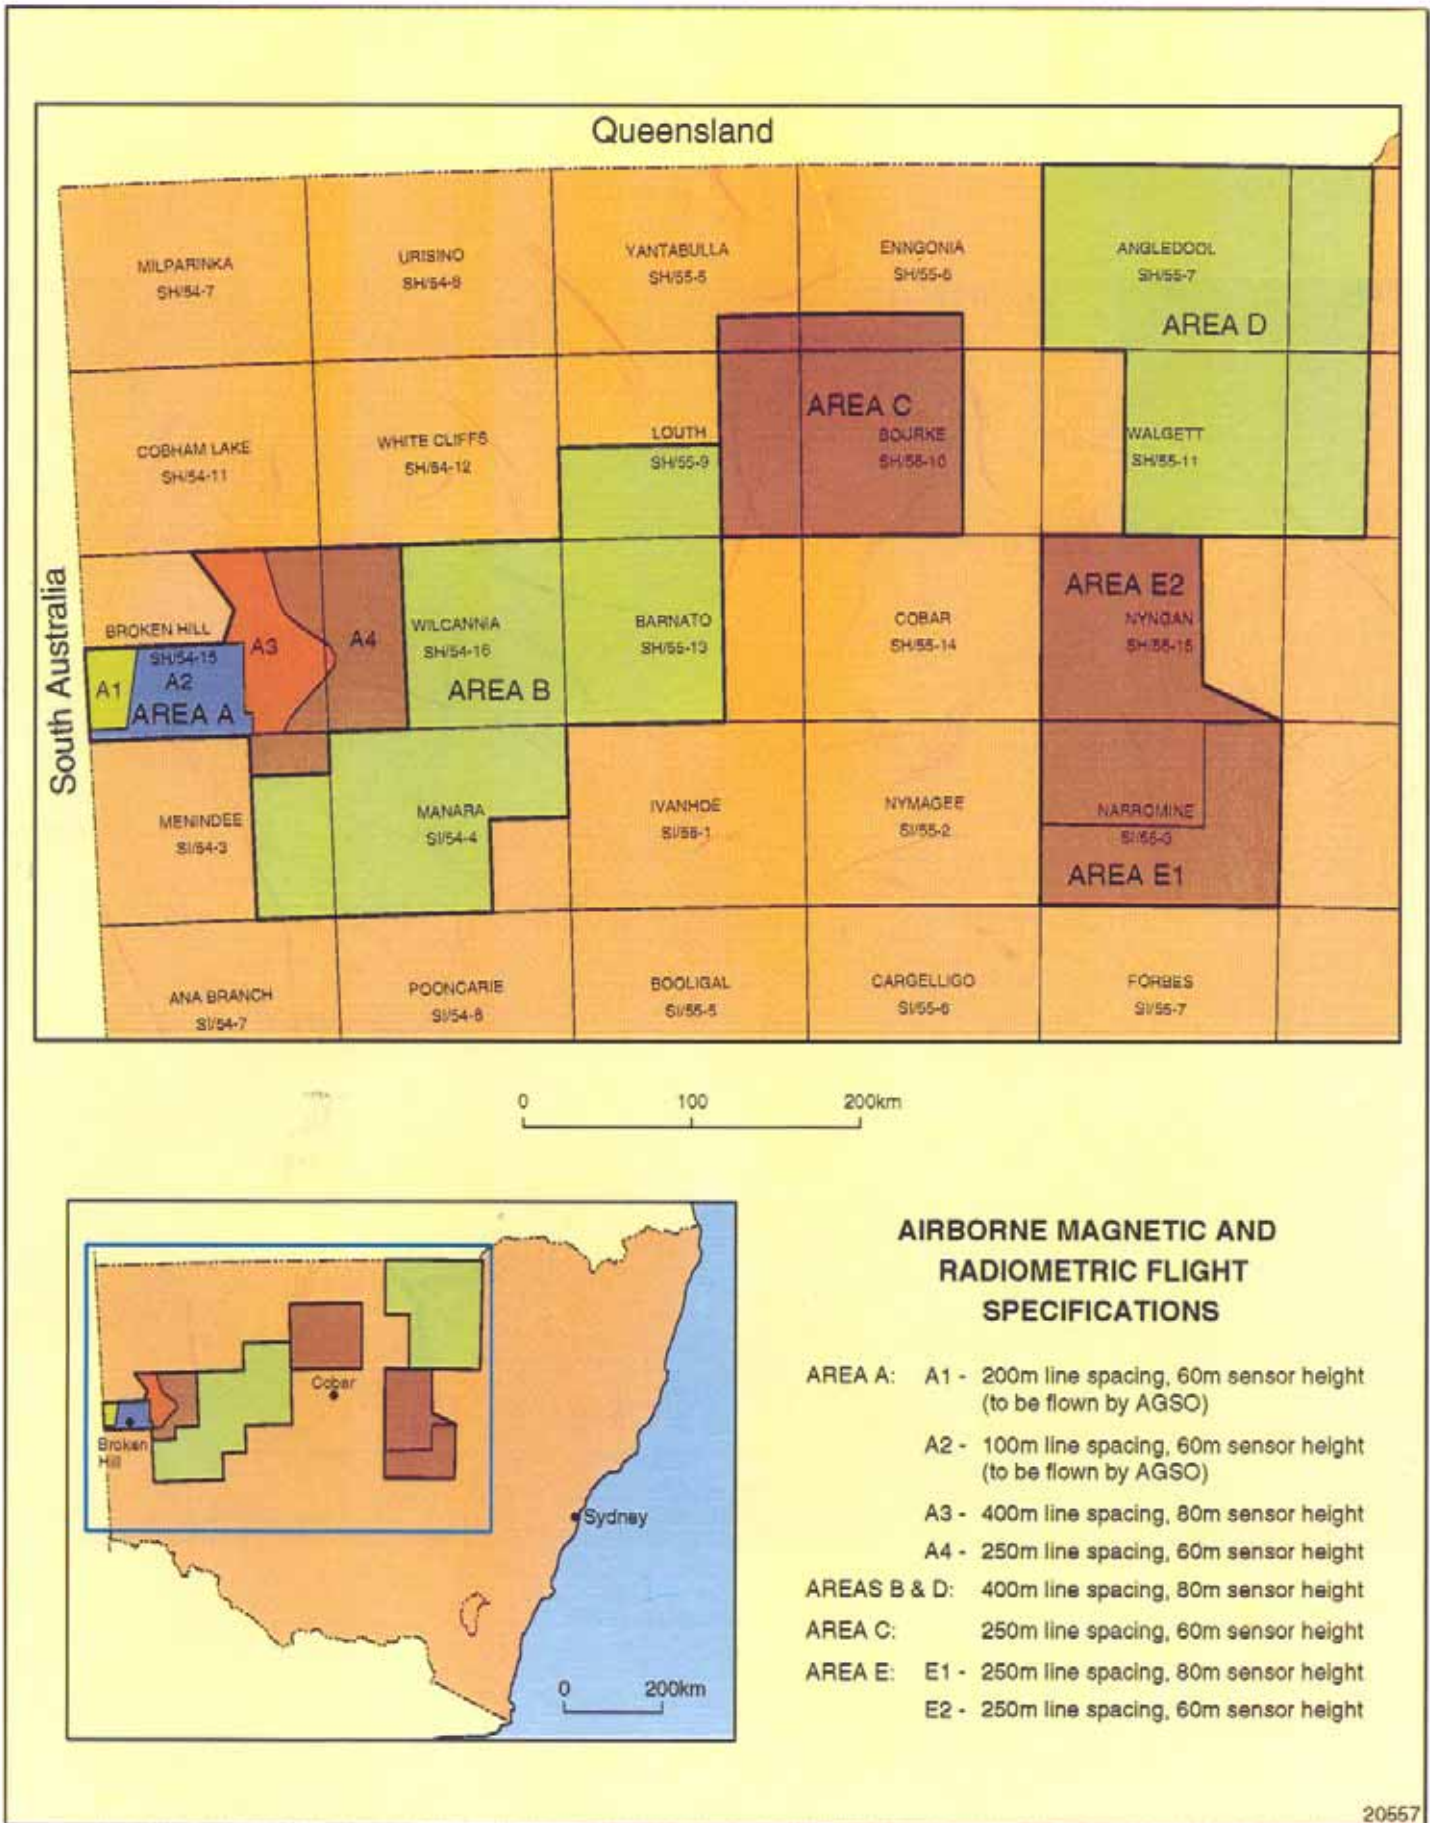 Queensland
South Australia
MILPARINKA
SH/54-7
URISINO
SH/54-8
YANTABULLA
SH/55-5
ENNGONIA
SH/55-6
ANGLEDOOL
SH/55-7
AREA D
COBHAM LAKE
SH/54-11
WHITE CLIFFS
SH/54-12
LOUTH
SH/55-9
AREA C
BOURKE
SH/55-10
WALGETT
SH/55-11
BROKEN HILL
SH/54-15
A1
A2
AREA A
A3
A4
WILCANNIA
SH/54-16
AREA B
BARNATO
SH/55-13
COBAR
SH/55-14
AREA E2
NYNGAN
SH/55-15
MENINDEE
SI/54-3
MANARA
SI/54-4
IVANHOE
SI/55-1
NYMAGEE
SI/55-2
NARROMINE
SI/55-3
AREA E1
ANA BRANCH
SI/54-7
POONCARIE
SI/54-8
BOOLIGAL
SI/55-5
CARGELLIGO
SI/55-6
FORBES
SI/55-7
0 100 200km
Cobar
Broken
Hill
Sydney
0 200km
AIRBORNE MAGNETIC AND
RADIOMETRIC FLIGHT
SPECIFICATIONS
AREA A: A1 - 200m line spacing, 60m sensor height
(to be flown by AGSO)
A2 - 100m line spacing, 60m sensor height
(to be flown by AGSO)
A3 - 400m line spacing, 80m sensor height
A4 - 250m line spacing, 60m sensor height
AREAS B & D: 400m line spacing, 80m sensor height
AREA C: 250m line spacing, 60m sensor height
AREA E: E1 - 250m line spacing, 80m sensor height
E2 - 250m line spacing, 60m sensor height
20557